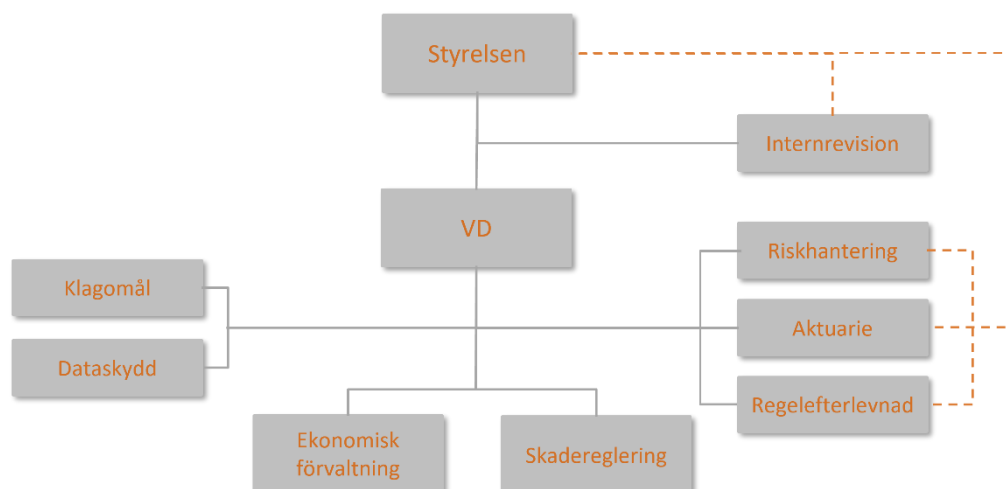 Styrelsen
Internrevision
VD
Riskhantering
Klagomål
Aktuarie
Dataskydd
Regelefterlevnad
Ekonomisk
förvaltning
Skadereglering